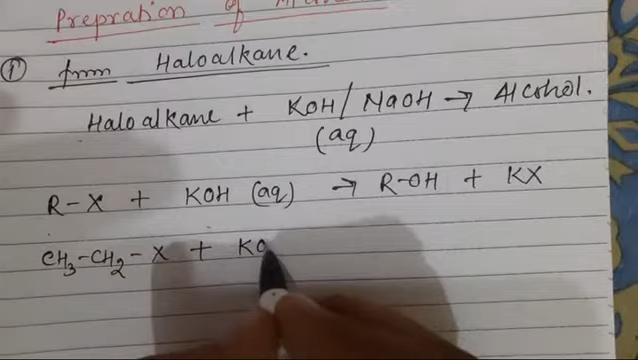 Prepration of
① from Haloalkane.
Haloalkane + KOH/NaOH → Alcohol.
(aq)
R-X + KOH (aq) → R-OH + KX
CH₃-CH₂-X + KO